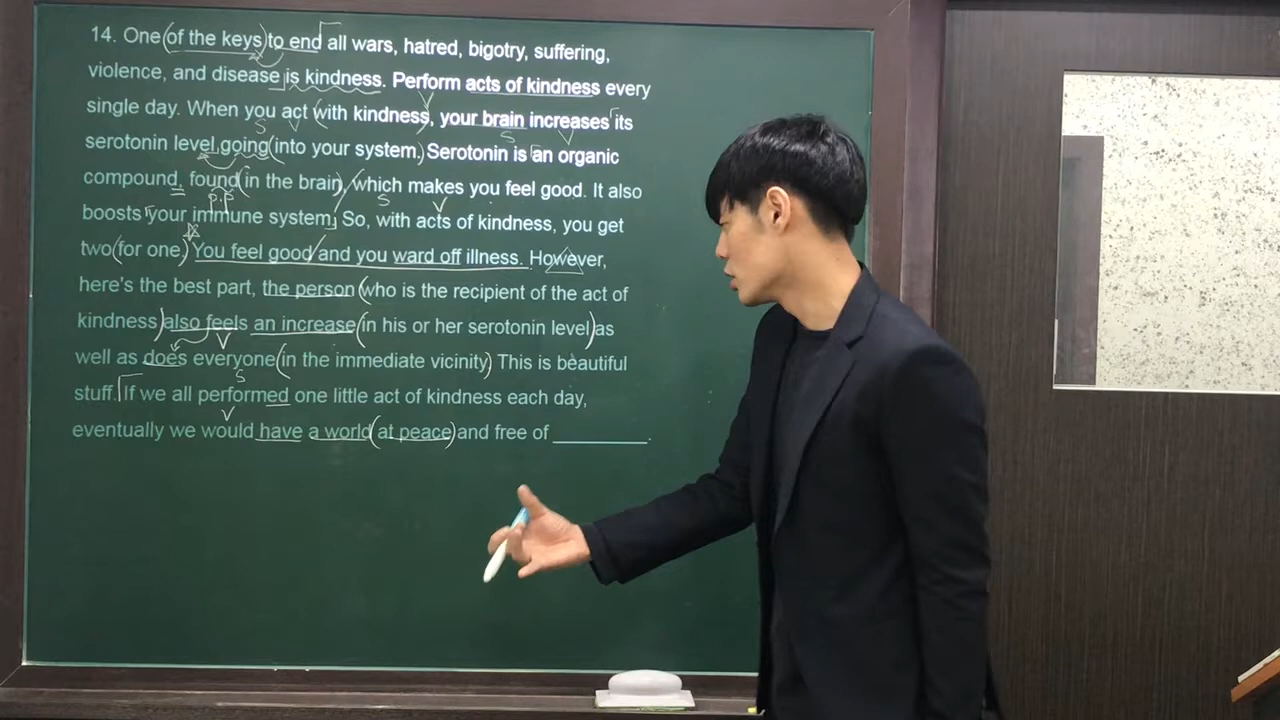 14. One of the keys to end all wars, hatred, bigotry, suffering,
violence, and disease is kindness. Perform acts of kindness every
single day. When you act with kindness, your brain increases its
serotonin level going into your system. Serotonin is an organic
compound, found in the brain, which makes you feel good. It also
boosts your immune system. So, with acts of kindness, you get
two for one. You feel good and you ward off illness. However,
here's the best part, the person who is the recipient of the act of
kindness also feels an increase in his or her serotonin level as
well as does everyone in the immediate vicinity. This is beautiful
stuff. If we all performed one little act of kindness each day,
eventually we would have a world at peace and free of __________.